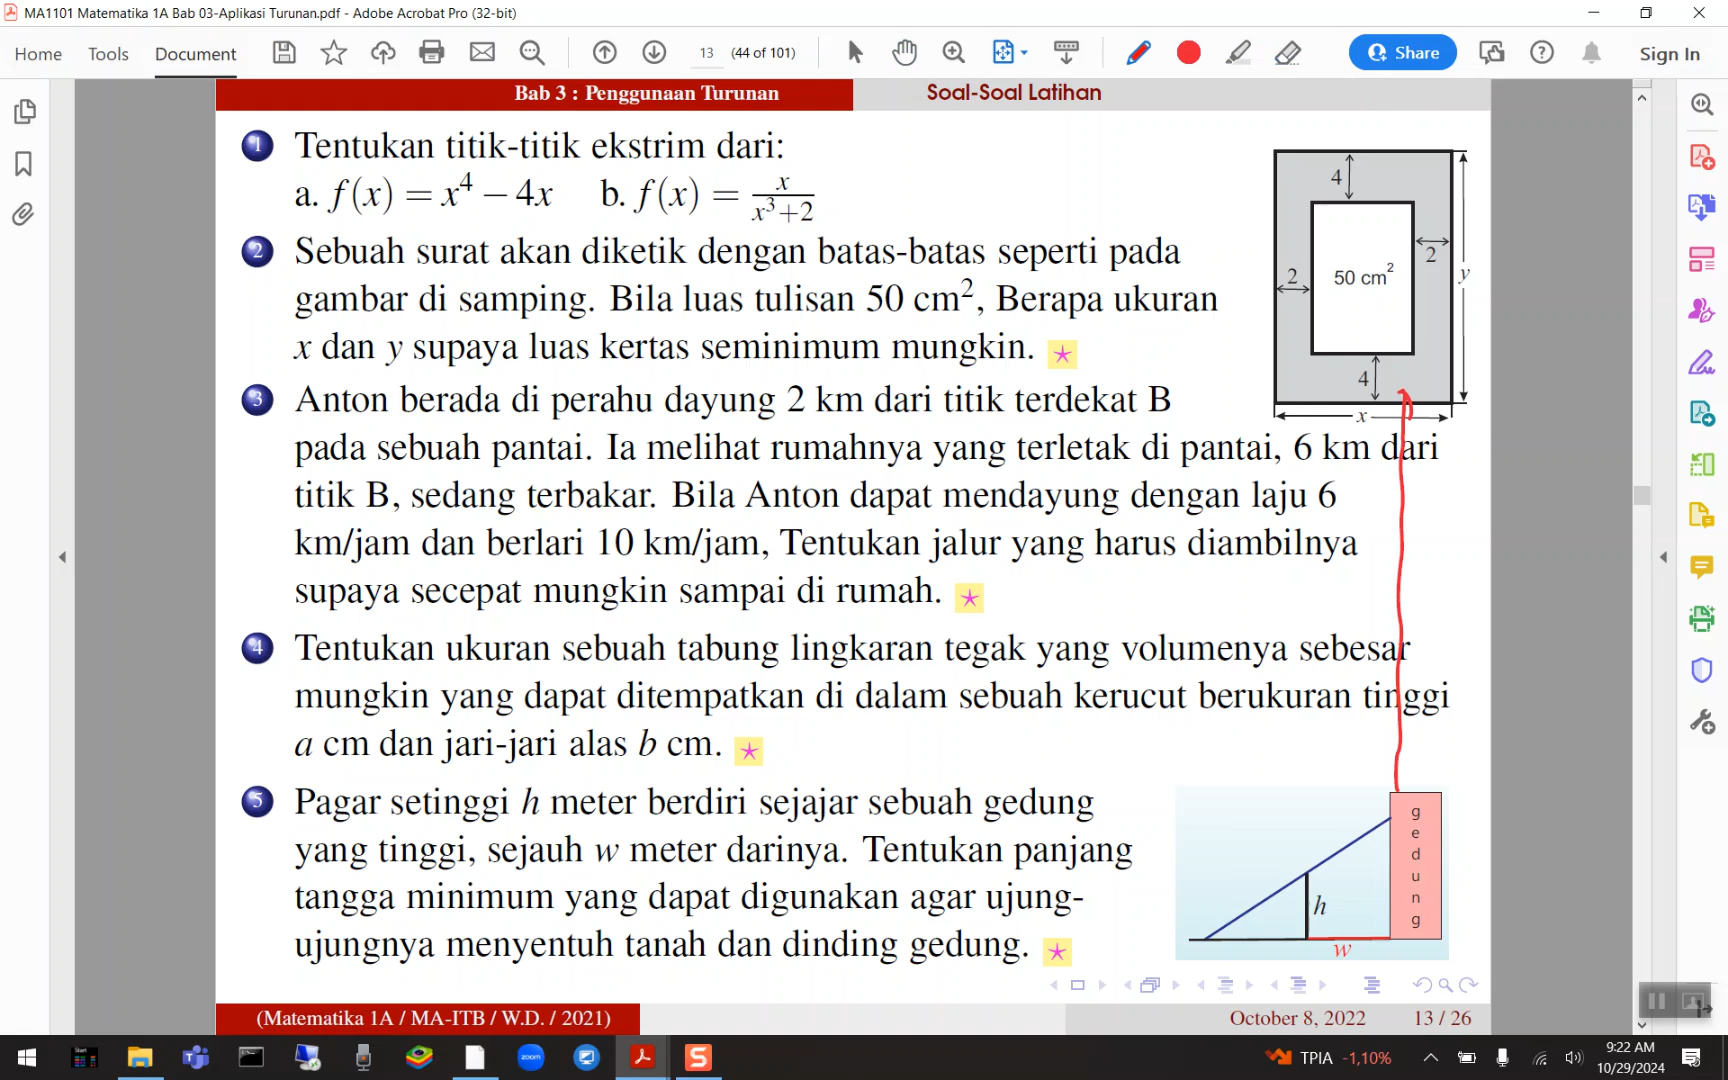 MA1101 Matematika 1A Bab 03-Aplikasi Turunan.pdf - Adobe Acrobat Pro (32-bit)
Home Tools Document 13 (44 of 101) Share Sign In
Bab 3 : Penggunaan Turunan Soal-Soal Latihan
1 Tentukan titik-titik ekstrim dari:
a. f(x) = x⁴ − 4x b. f(x) = x/(x³+2)
2 Sebuah surat akan diketik dengan batas-batas seperti pada
gambar di samping. Bila luas tulisan 50 cm², Berapa ukuran
x dan y supaya luas kertas seminimum mungkin.
4
2
2
50 cm²
y
4
x
3 Anton berada di perahu dayung 2 km dari titik terdekat B
pada sebuah pantai. Ia melihat rumahnya yang terletak di pantai, 6 km dari
titik B, sedang terbakar. Bila Anton dapat mendayung dengan laju 6
km/jam dan berlari 10 km/jam, Tentukan jalur yang harus diambilnya
supaya secepat mungkin sampai di rumah.
4 Tentukan ukuran sebuah tabung lingkaran tegak yang volumenya sebesar
mungkin yang dapat ditempatkan di dalam sebuah kerucut berukuran tinggi
a cm dan jari-jari alas b cm.
5 Pagar setinggi h meter berdiri sejajar sebuah gedung
yang tinggi, sejauh w meter darinya. Tentukan panjang
tangga minimum yang dapat digunakan agar ujung-
ujungnya menyentuh tanah dan dinding gedung.
g
e
d
u
n
g
h
w
(Matematika 1A / MA-ITB / W.D. / 2021) October 8, 2022 13 / 26
Start zoom S TPIA -1,10% 9:22 AM
10/29/2024